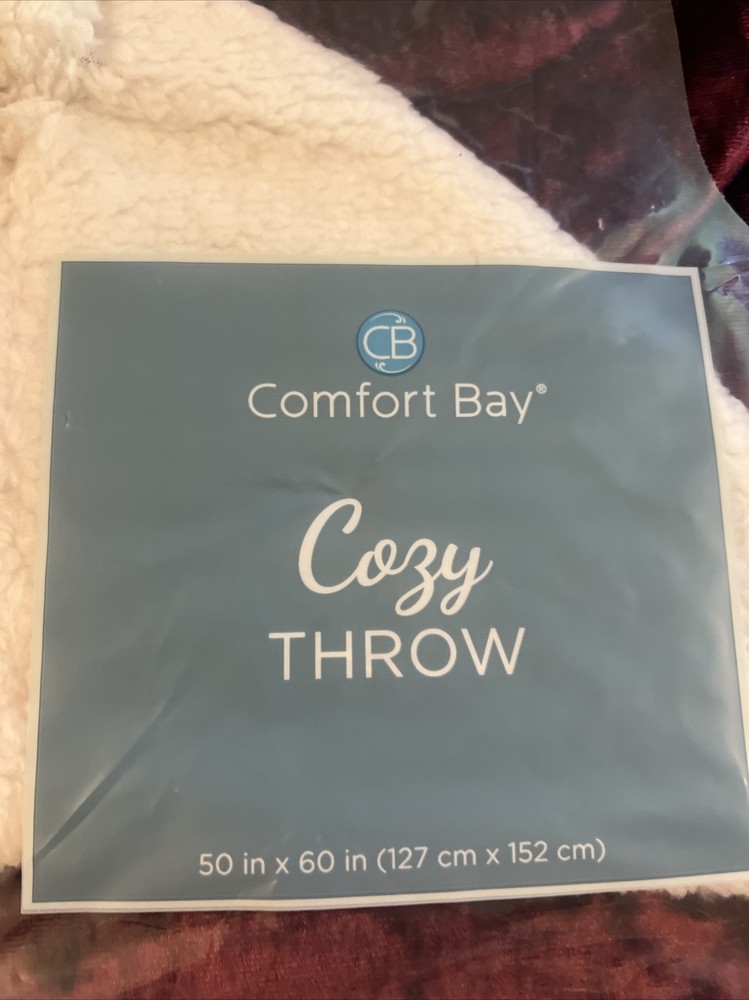 CB
Comfort Bay®
Cozy
THROW
50 in x 60 in (127 cm x 152 cm)